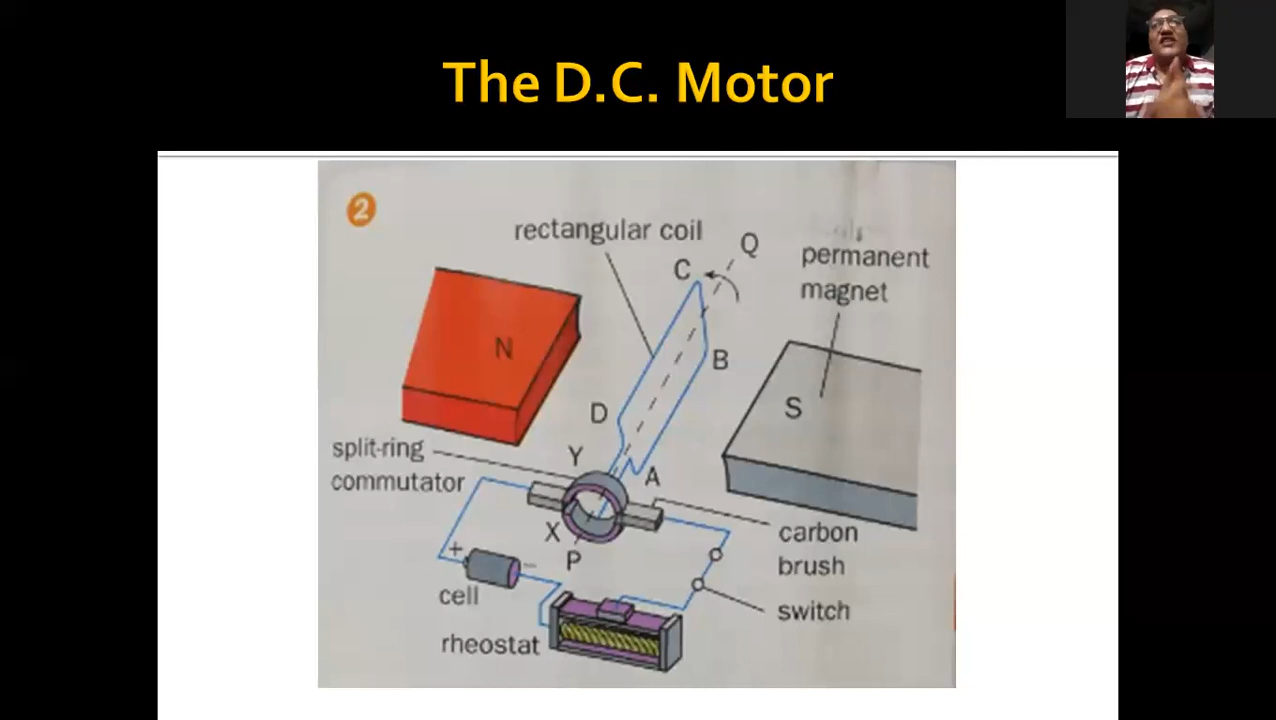 The D.C. Motor
2
rectangular coil
Q
C
permanent
magnet
N
B
S
D
split-ring
commutator
Y
A
X
P
carbon
brush
+
−
cell
switch
rheostat